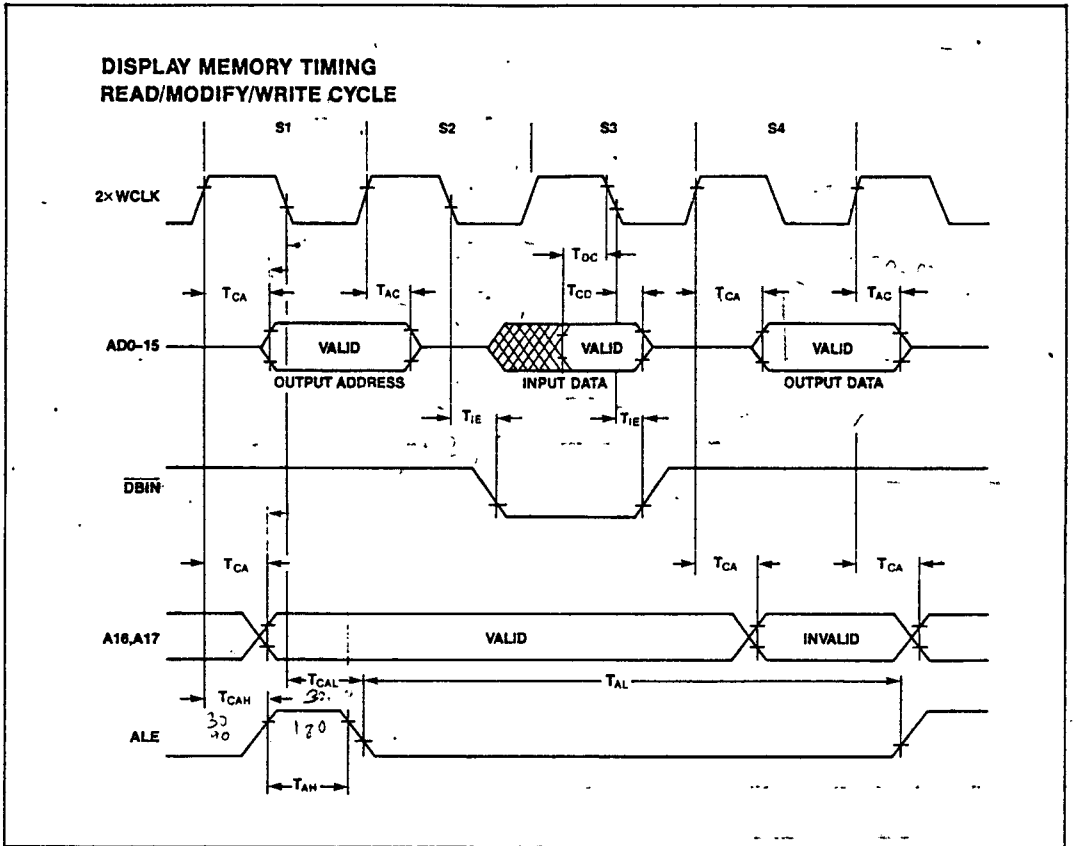 DISPLAY MEMORY TIMING
READ/MODIFY/WRITE CYCLE
S1 S2 S3 S4
2×WCLK
TDC
TCA TAC TCD TCA TAC
AD0-15 VALID VALID VALID
OUTPUT ADDRESS INPUT DATA OUTPUT DATA
TIE TIE
DBIN
TCA TCA TCA
A16,A17 VALID INVALID
TCAL TAL
TCAH 30
30
90 120
ALE
TAH